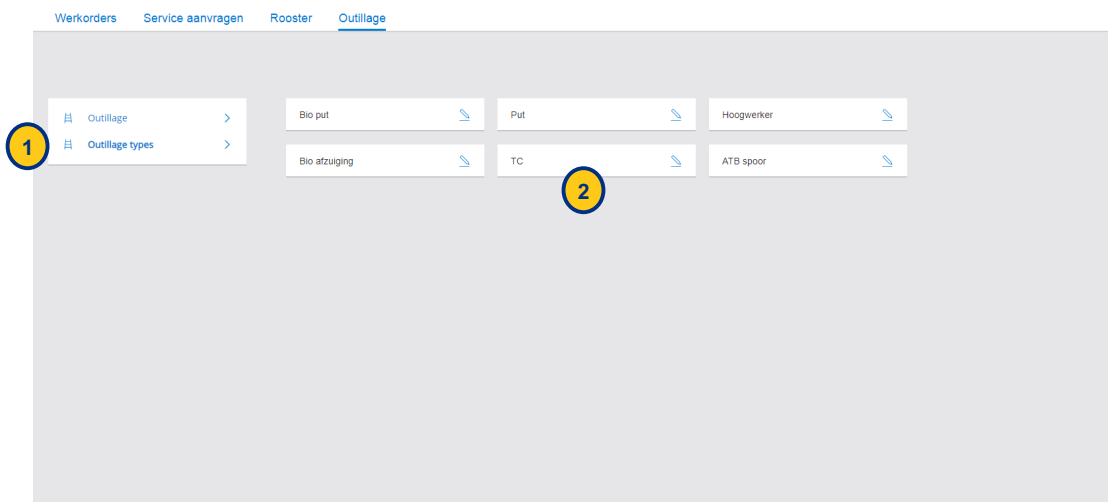 Werkorders Service aanvragen Rooster Outillage
Outillage
1
Outillage types
Bio put Put Hoogwerker
Bio afzuiging TC ATB spoor
2